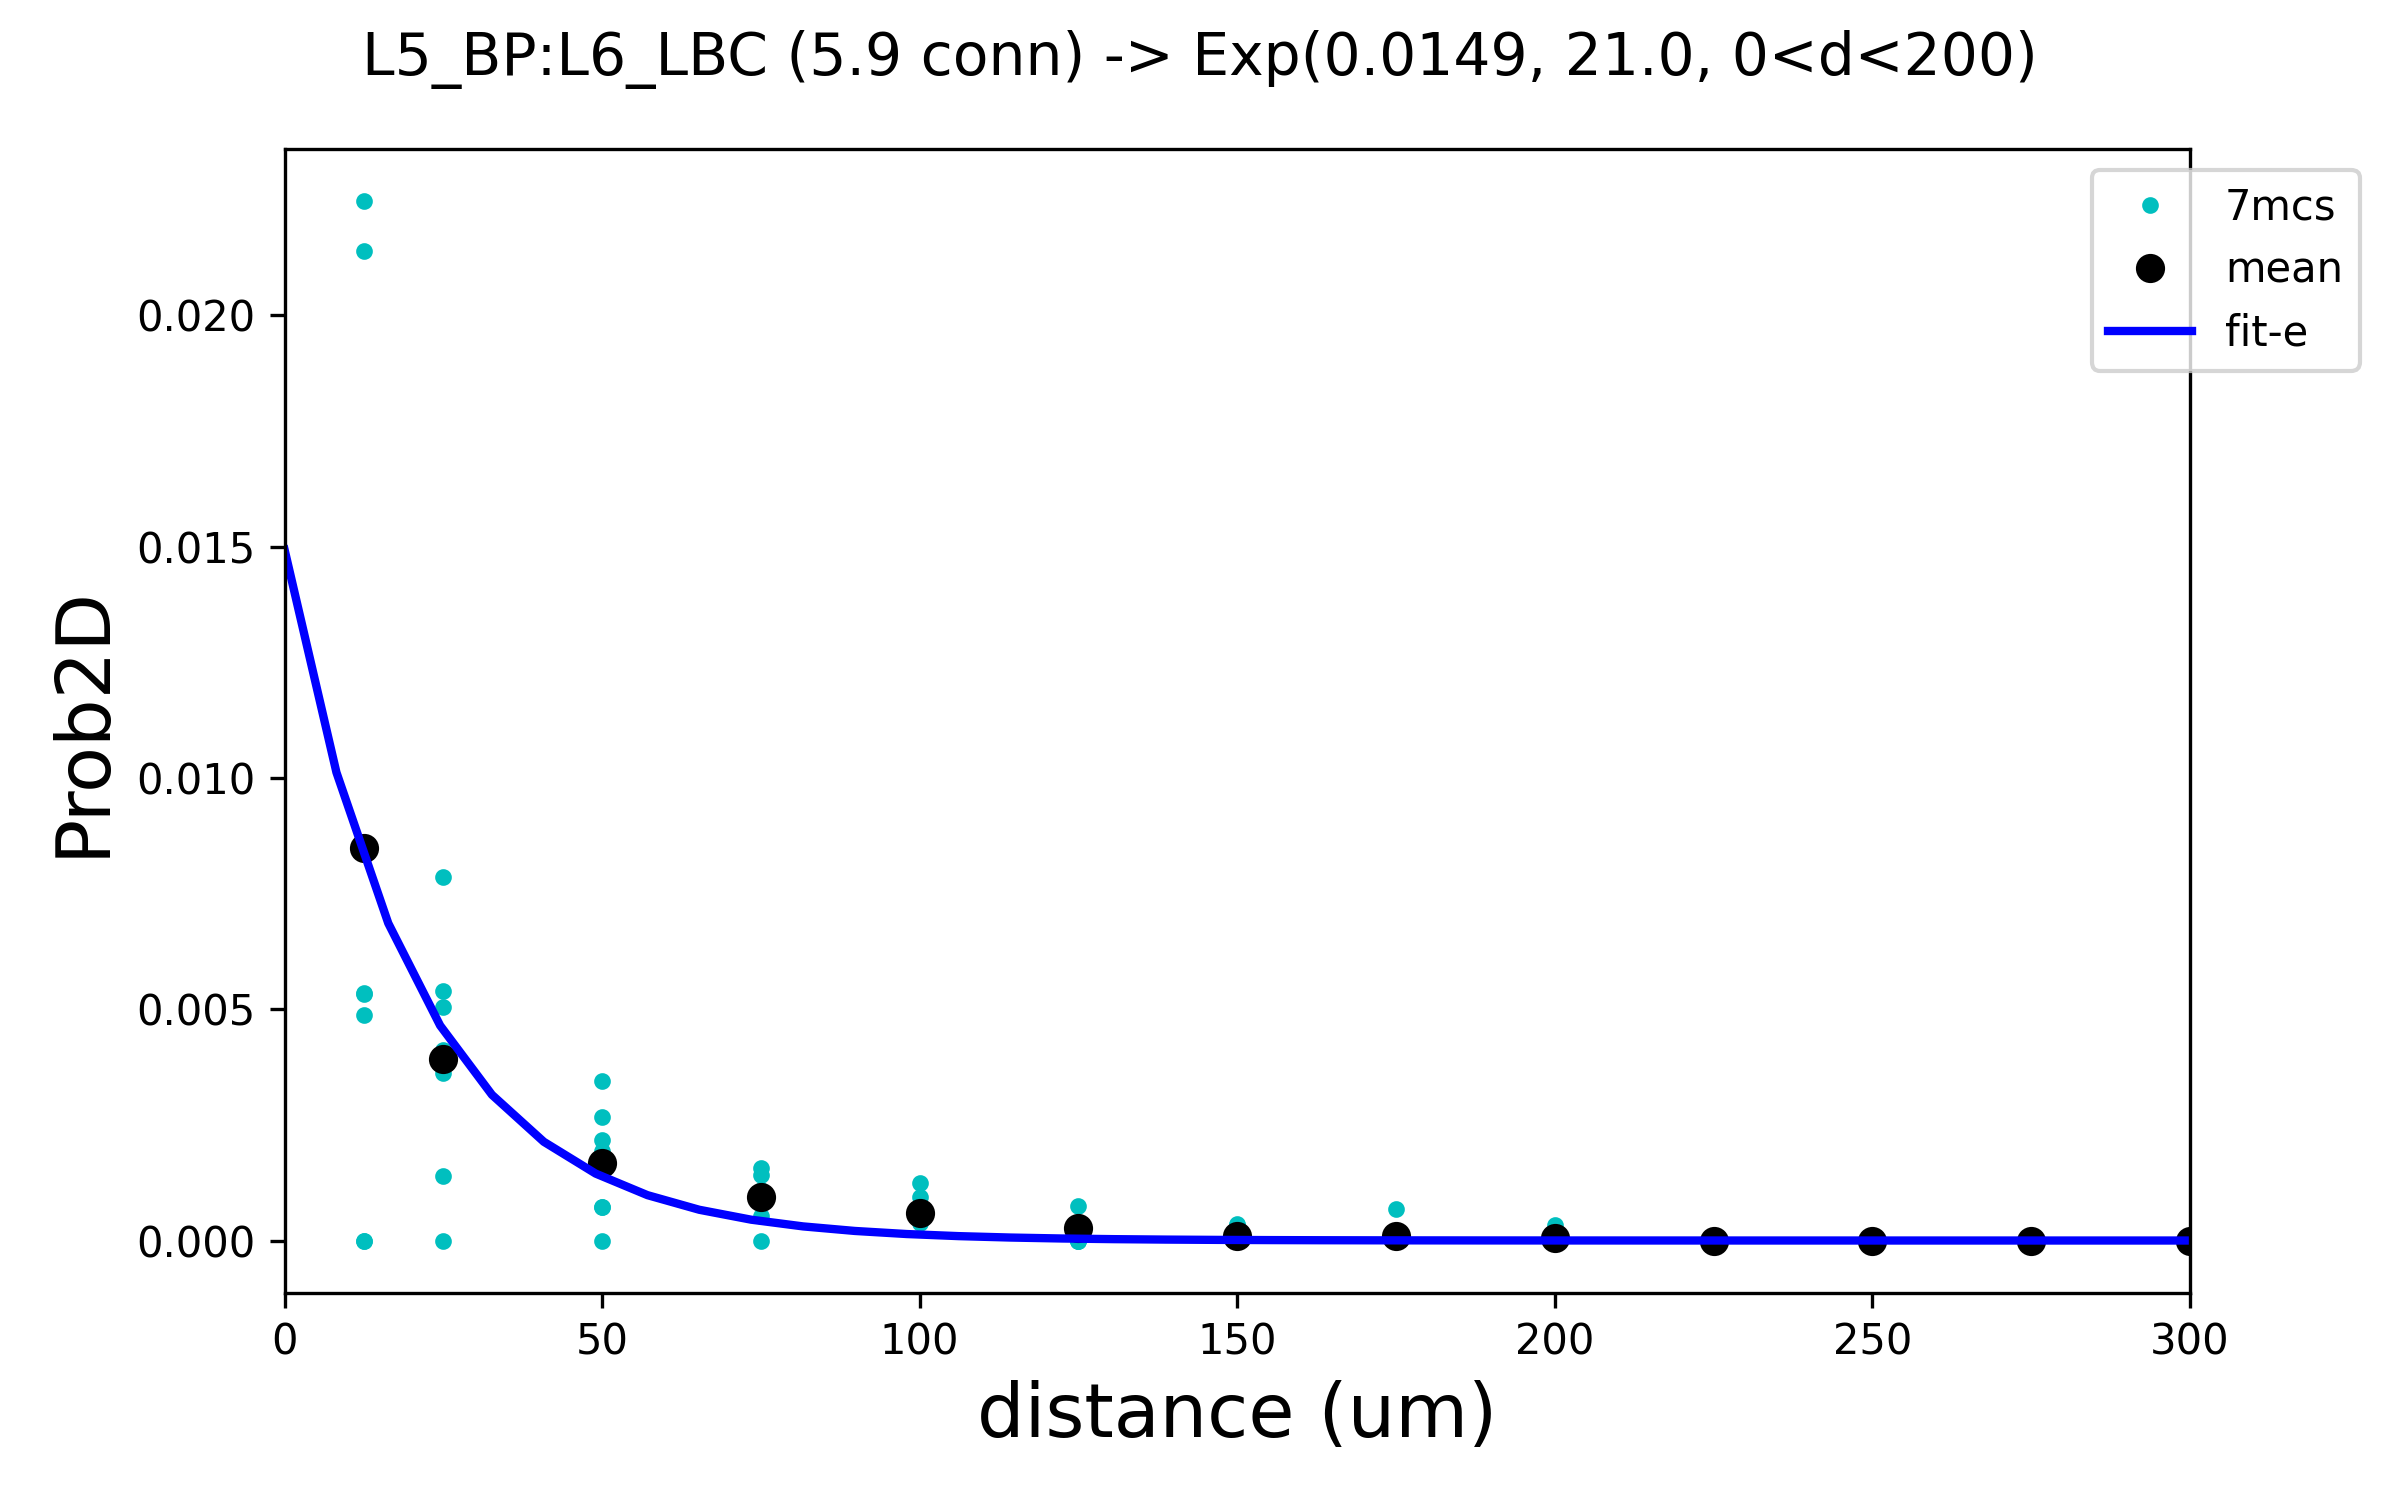 L5_BP:L6_LBC (5.9 conn) -> Exp(0.0149, 21.0, 0<d<200)
7mcs
mean
fit-e
Prob2D
0.020
0.015
0.010
0.005
0.000
0 50 100 150 200 250 300
distance (um)